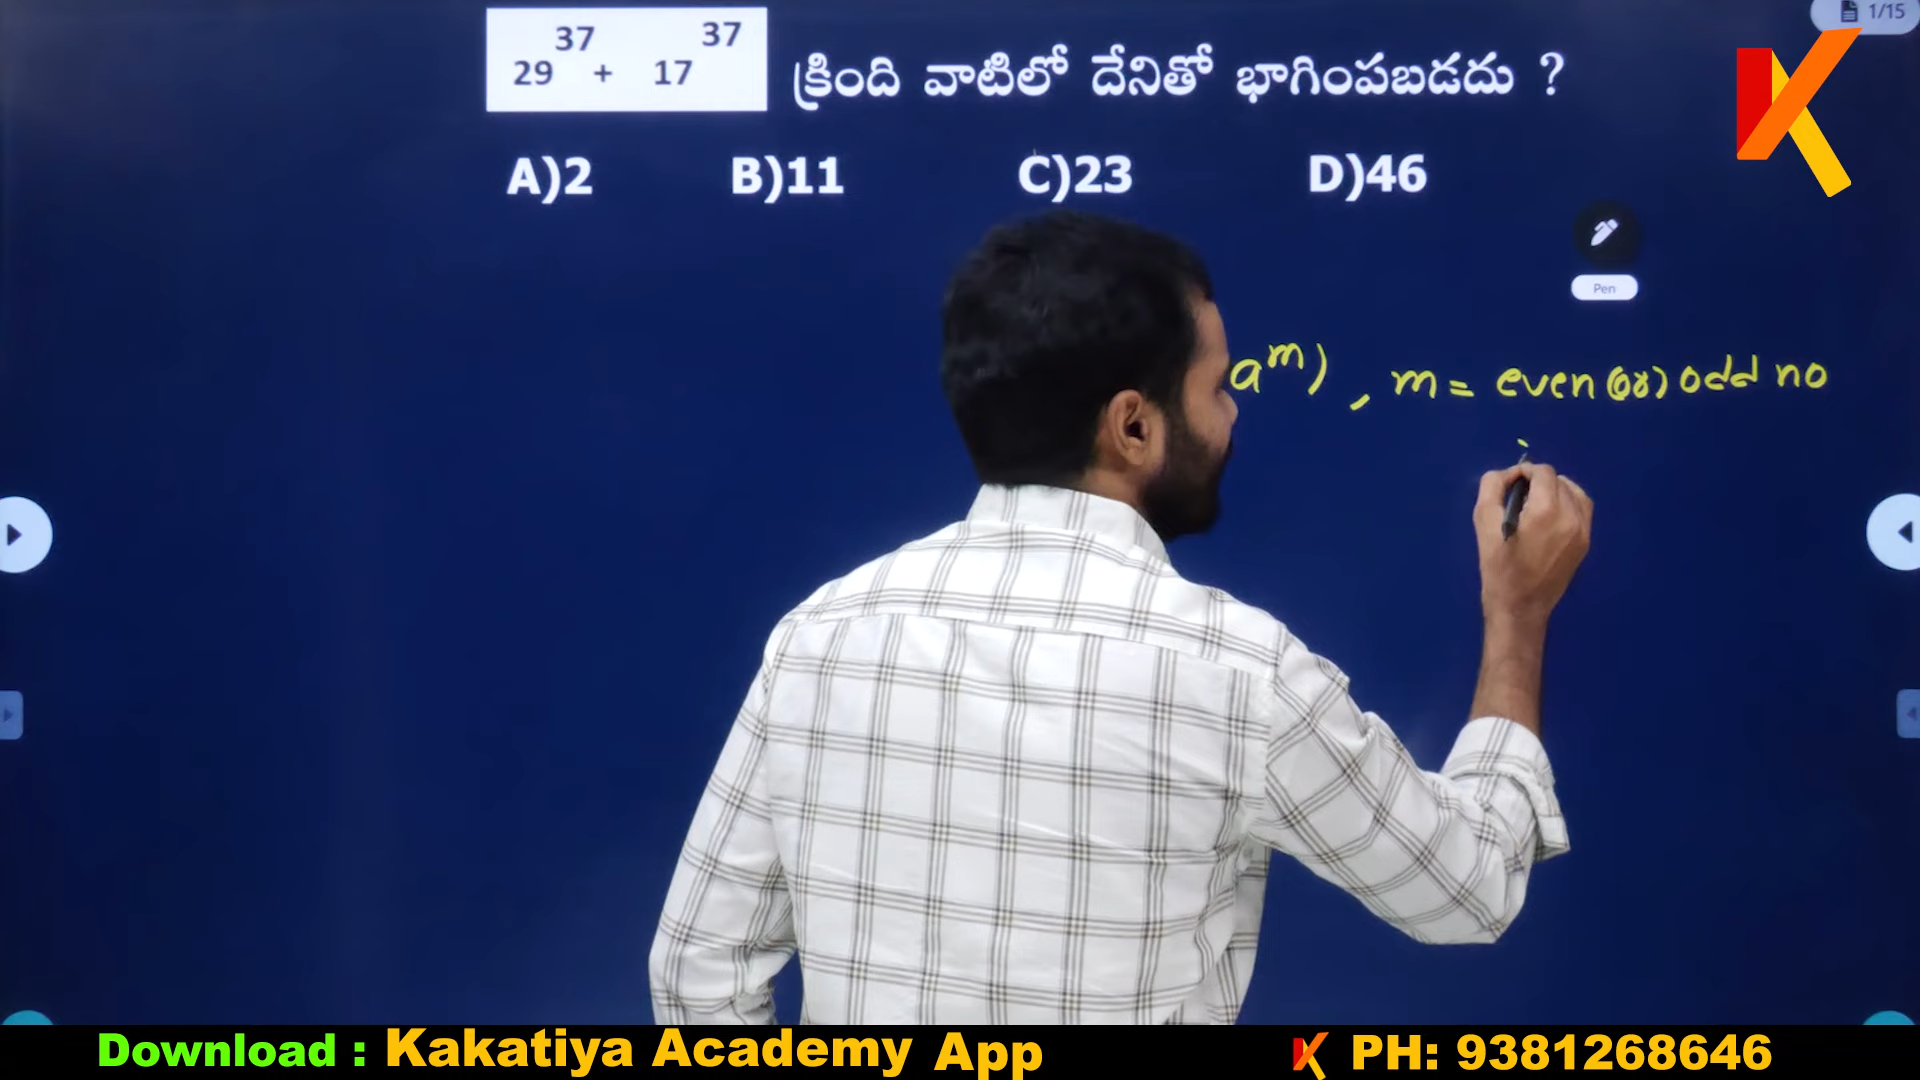 1/15
29^37 + 17^37 క్రింది వాటిలో దేనితో భాగింపబడదు ?
A)2 B)11 C)23 D)46
Pen
a^m) , m = even (or) odd no
Download : Kakatiya Academy App PH: 9381268646